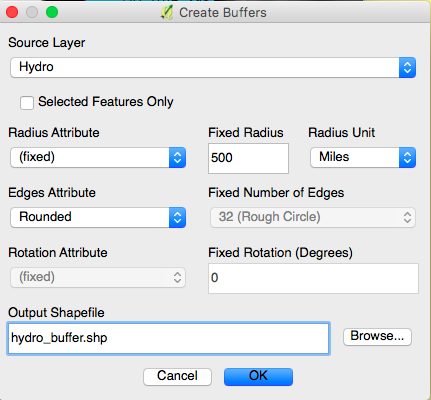 Create Buffers
Source Layer
Hydro
Selected Features Only
Radius Attribute Fixed Radius Radius Unit
(fixed) 500 Miles
Edges Attribute Fixed Number of Edges
Rounded 32 (Rough Circle)
Rotation Attribute Fixed Rotation (Degrees)
(fixed) 0
Output Shapefile
hydro_buffer.shp Browse...
Cancel OK